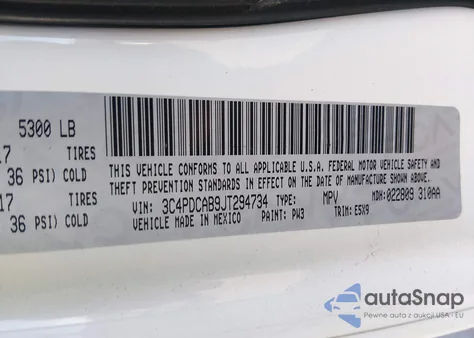 5300 LB
.7 TIRES
36 PSI) COLD
17 TIRES
36 PSI) COLD
THIS VEHICLE CONFORMS TO ALL APPLICABLE U.S.A. FEDERAL MOTOR VEHICLE SAFETY AND
THEFT PREVENTION STANDARDS IN EFFECT ON THE DATE OF MANUFACTURE SHOWN ABOVE.
VIN: 3C4PDCAB9JT294734 TYPE: MPV MDH:022809 310AA
VEHICLE MADE IN MEXICO PAINT: PW3 TRIM: E5X9
autoSnap
Pewne auta z aukcji USA - EU